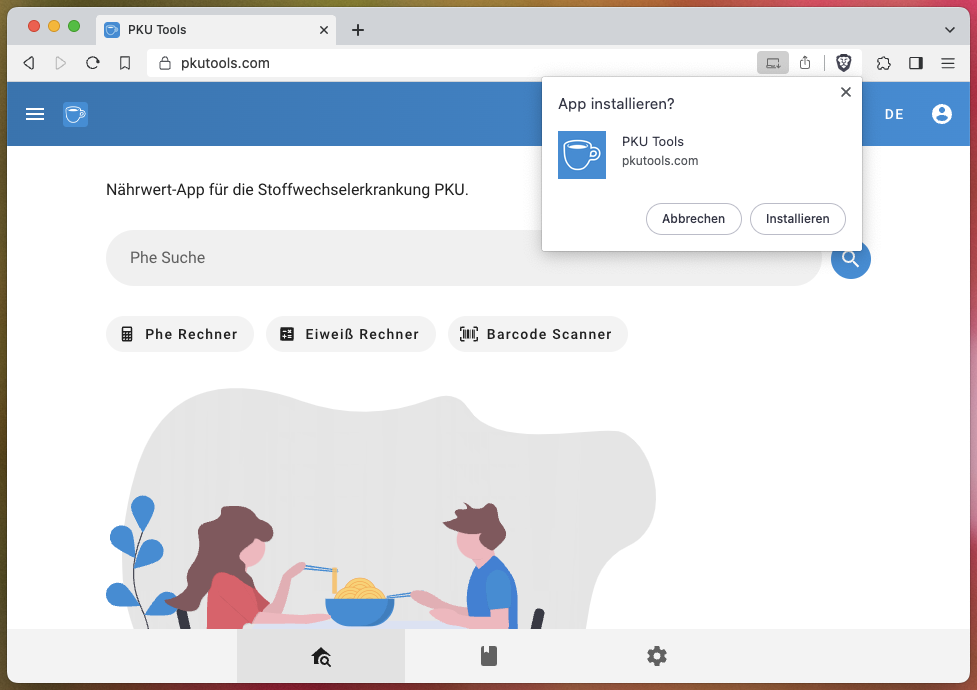 PKU Tools
pkutools.com
App installieren?
PKU Tools
pkutools.com
Abbrechen
Installieren
DE
Nährwert-App für die Stoffwechselerkrankung PKU.
Phe Suche
Phe Rechner
Eiweiß Rechner
Barcode Scanner